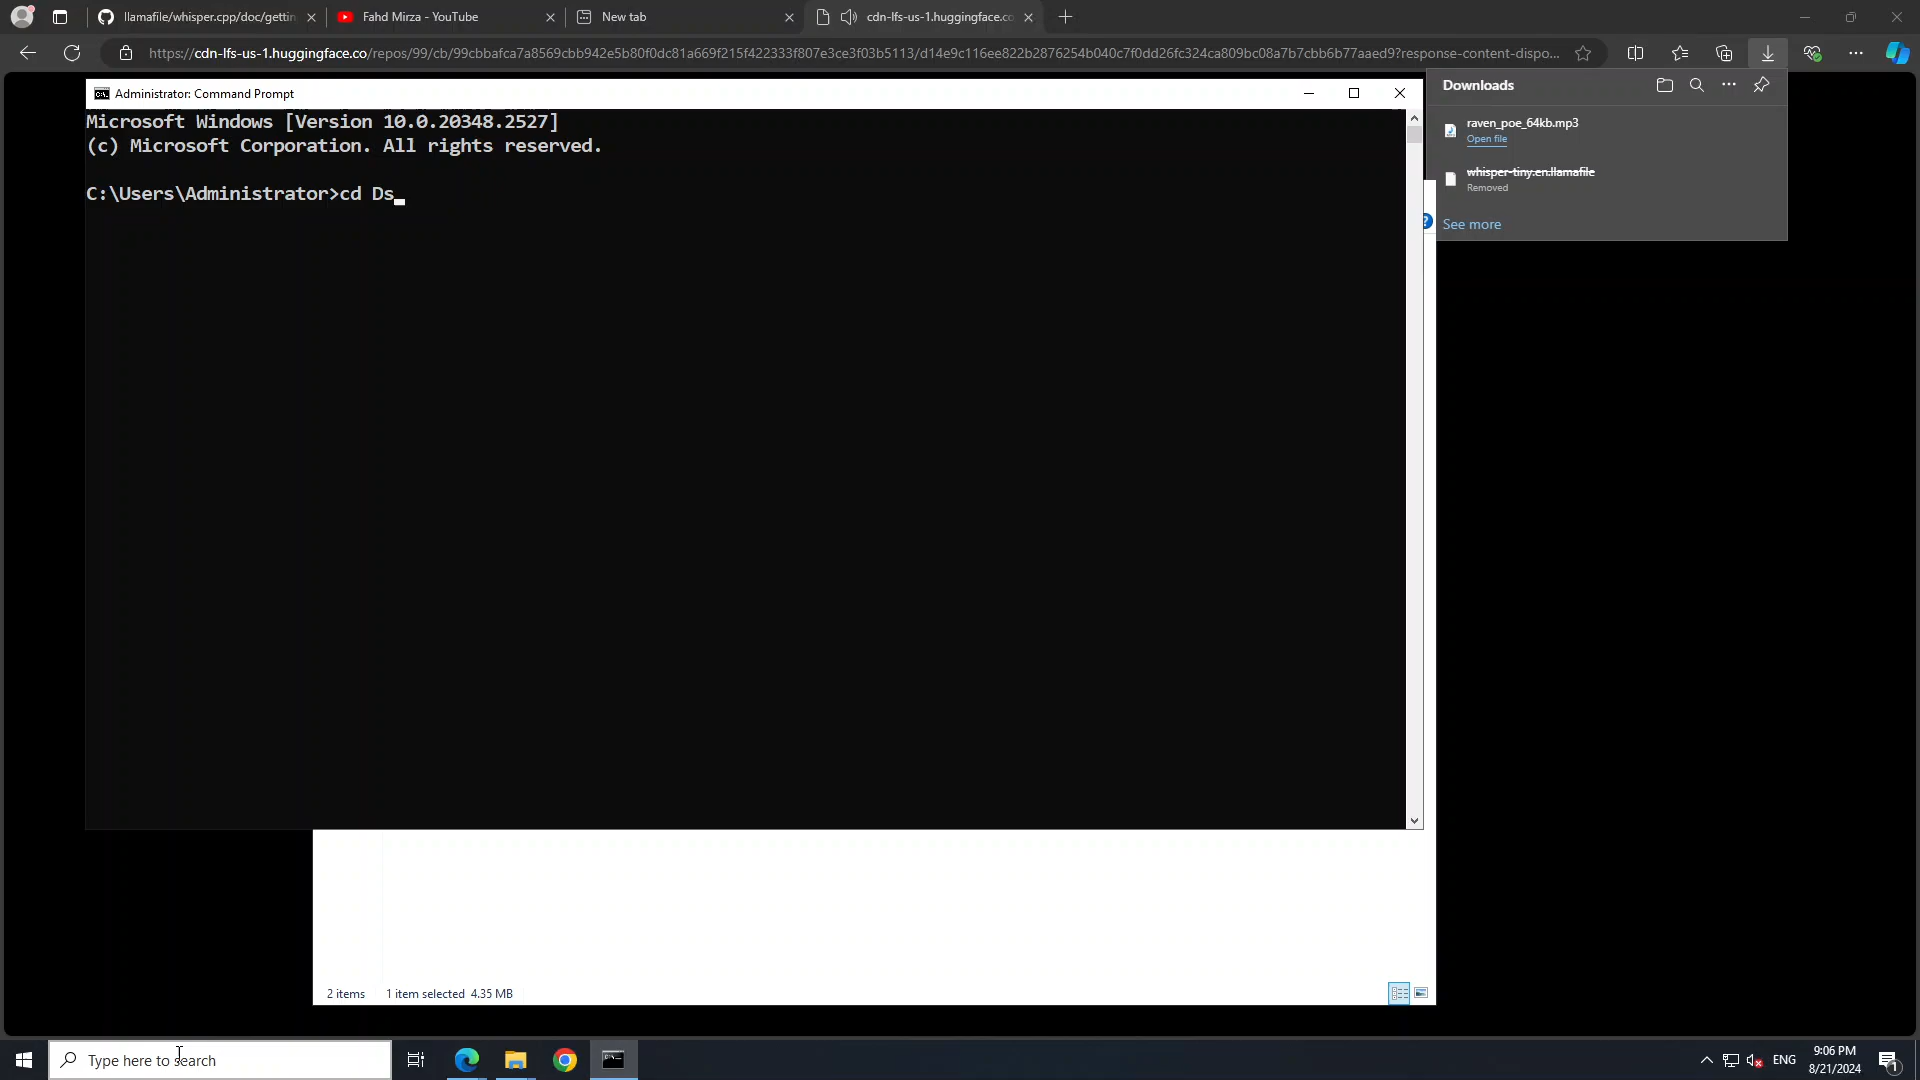 llamafile/whisper.cpp/doc/gettin
Fahd Mirza - YouTube
New tab
cdn-lfs-us-1.huggingface.co
https://cdn-lfs-us-1.huggingface.co/repos/99/cb/99cbbafca7a8569cbb942e5b80f0dc81a669f215f422333f807e3ce3f03b5113/d14e9c116ee822b2876254b040c7f0dd26fc324ca809bc08a7b7cbb6b77aaed9?response-content-dispo...
Administrator: Command Prompt
Microsoft Windows [Version 10.0.20348.2527]
(c) Microsoft Corporation. All rights reserved.
C:\Users\Administrator>cd Ds
Downloads
raven_poe_64kb.mp3
Open file
whisper-tiny.en.llamafile
Removed
See more
2 items
1 item selected 4.35 MB
Type here to search
ENG
9:06 PM
8/21/2024
1